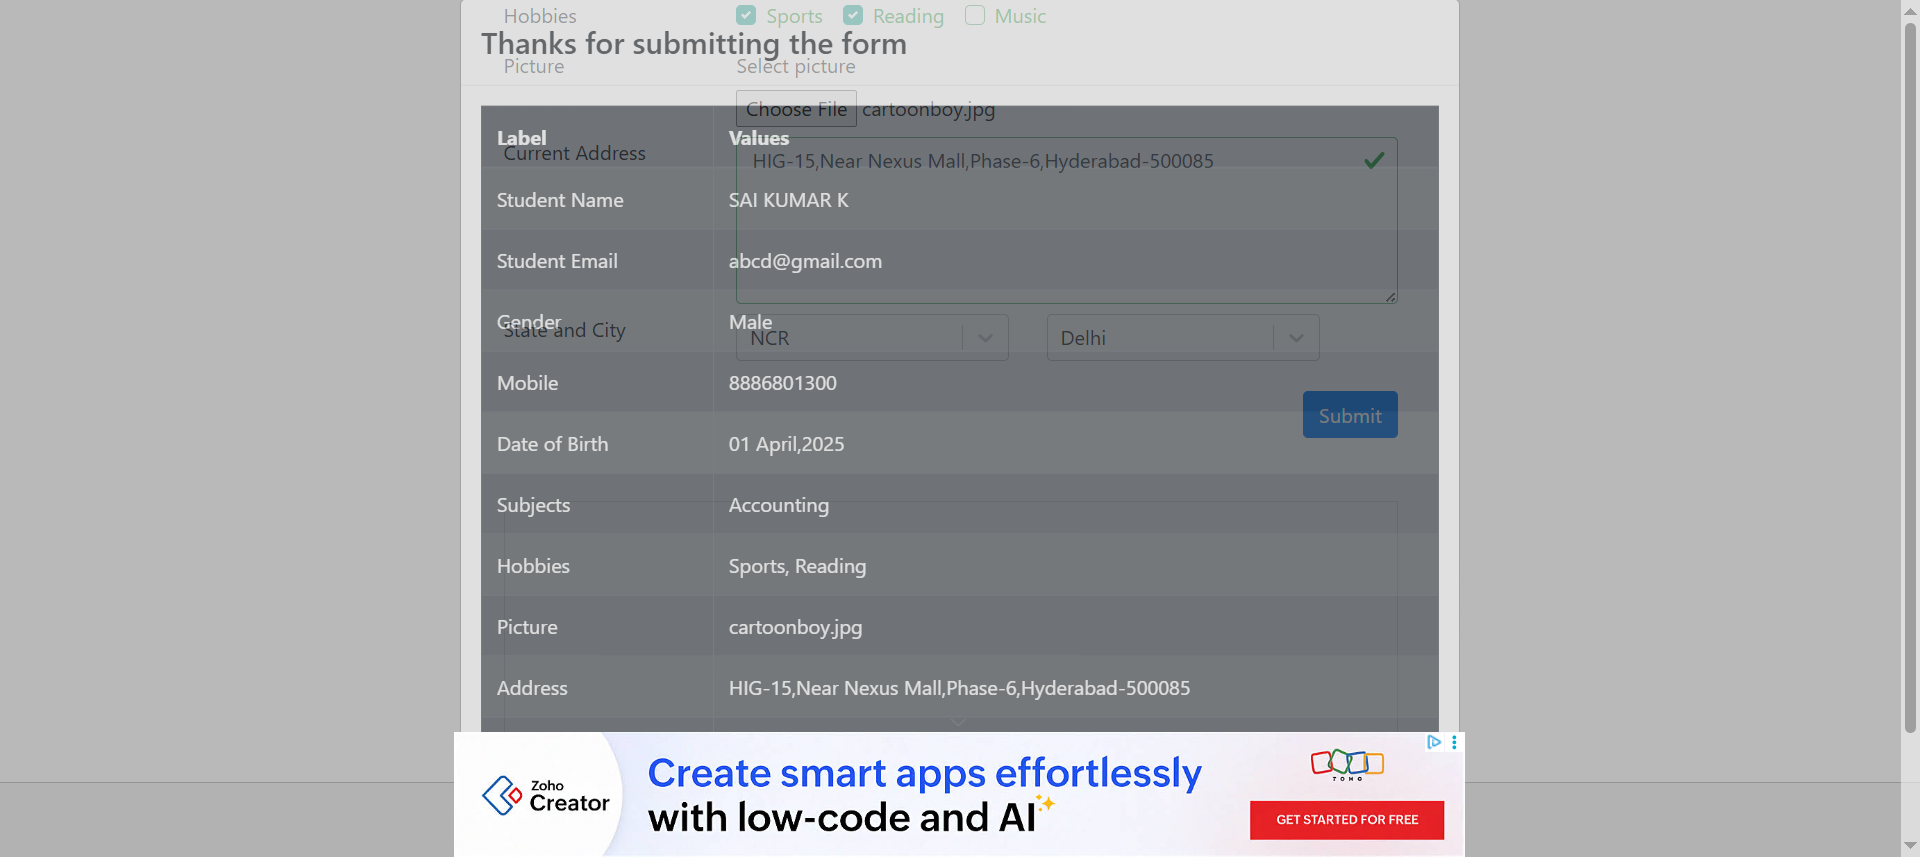 Hobbies Sports Reading Music
Thanks for submitting the form
Picture Select picture
Choose File cartoonboy.jpg
Label Values
Current Address HIG-15,Near Nexus Mall,Phase-6,Hyderabad-500085
Student Name SAI KUMAR K
Student Email abcd@gmail.com
Gender Male
State and City NCR Delhi
Mobile 8886801300
Submit
Date of Birth 01 April,2025
Subjects Accounting
Hobbies Sports, Reading
Picture cartoonboy.jpg
Address HIG-15,Near Nexus Mall,Phase-6,Hyderabad-500085
Zoho
Creator
Create smart apps effortlessly
with low-code and AI
ZOHO
GET STARTED FOR FREE